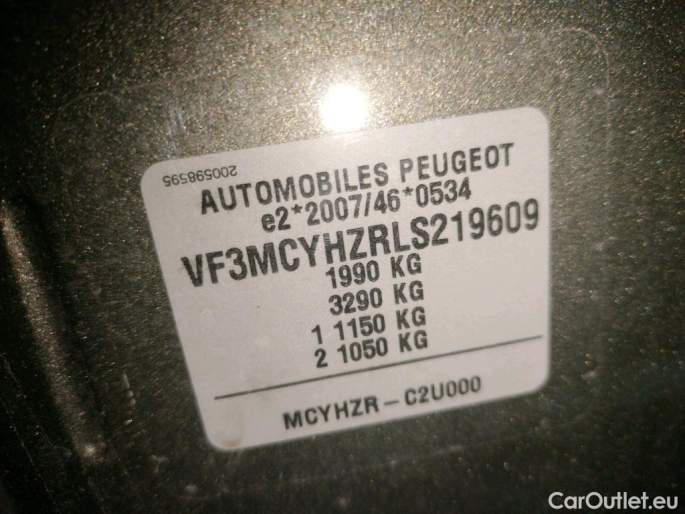 200598595
AUTOMOBILES PEUGEOT
e2*2007/46*0534
VF3MCYHZRLS219609
1990 KG
3290 KG
1 1150 KG
2 1050 KG
MCYHZR - C2U000
CarOutlet.eu